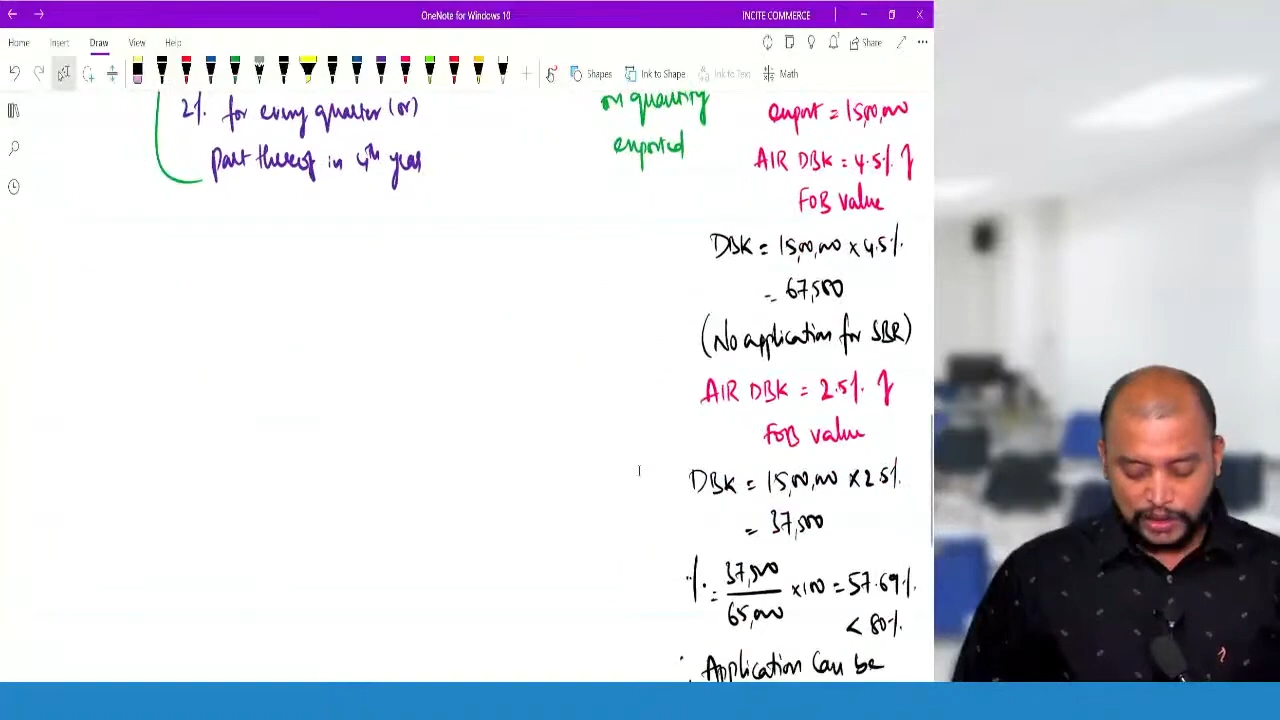 OneNote for Windows 10
INCITE COMMERCE
Home
Insert
Draw
View
Help
Share
Shapes
Ink to Shape
Ink to Text
Math
2% for every quarter (or)
part thereof in 4th year
on quantity
exported
export = 15,00,000
AIR DBK = 4.5% of
FOB value
DBK = 15,00,000 x 4.5%
= 67,500
(No application for SBR)
AIR DBK = 2.5% of
FOB value
DBK = 15,00,000 x 2.5%
= 37,500
% = 37,500
65,000
x 100 = 57.69%
< 80%
∴ Application can be